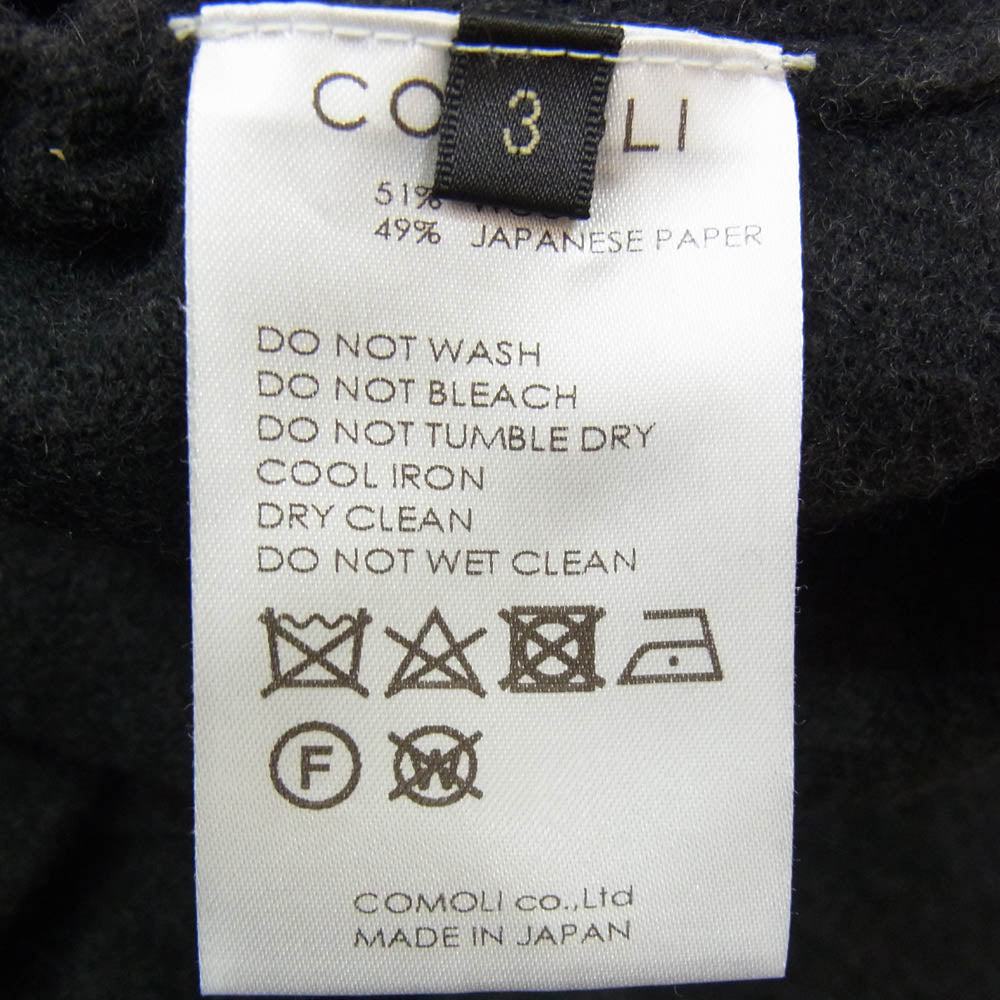 3
CO LI
51%
49% JAPANESE PAPER
DO NOT WASH
DO NOT BLEACH
DO NOT TUMBLE DRY
COOL IRON
DRY CLEAN
DO NOT WET CLEAN
F W
COMOLI co.,Ltd
MADE IN JAPAN